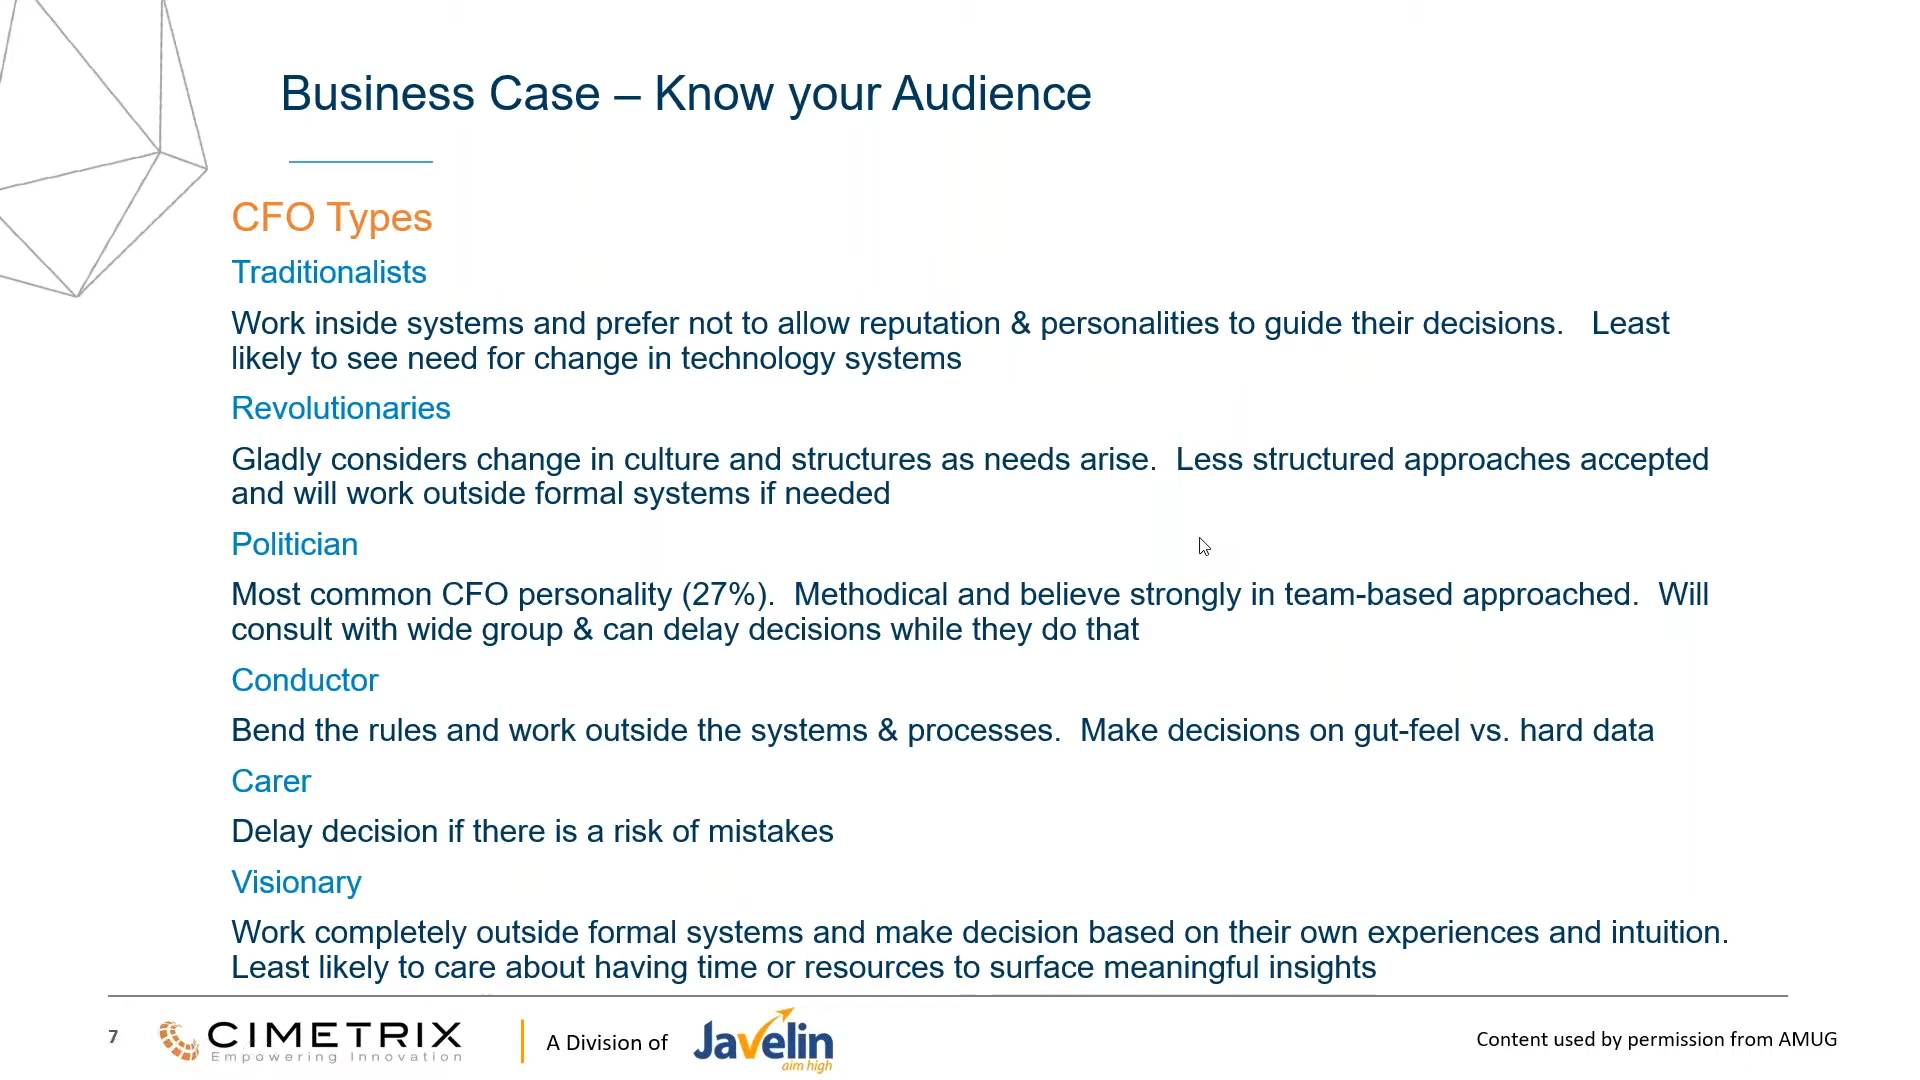 Business Case – Know your Audience
CFO Types
Traditionalists
Work inside systems and prefer not to allow reputation & personalities to guide their decisions.   Least
likely to see need for change in technology systems
Revolutionaries
Gladly considers change in culture and structures as needs arise.  Less structured approaches accepted
and will work outside formal systems if needed
Politician
Most common CFO personality (27%).  Methodical and believe strongly in team-based approached.  Will
consult with wide group & can delay decisions while they do that
Conductor
Bend the rules and work outside the systems & processes.  Make decisions on gut-feel vs. hard data
Carer
Delay decision if there is a risk of mistakes
Visionary
Work completely outside formal systems and make decision based on their own experiences and intuition.
Least likely to care about having time or resources to surface meaningful insights
7
CIMETRIX
Empowering Innovation
A Division of
Javelin
aim high
Content used by permission from AMUG